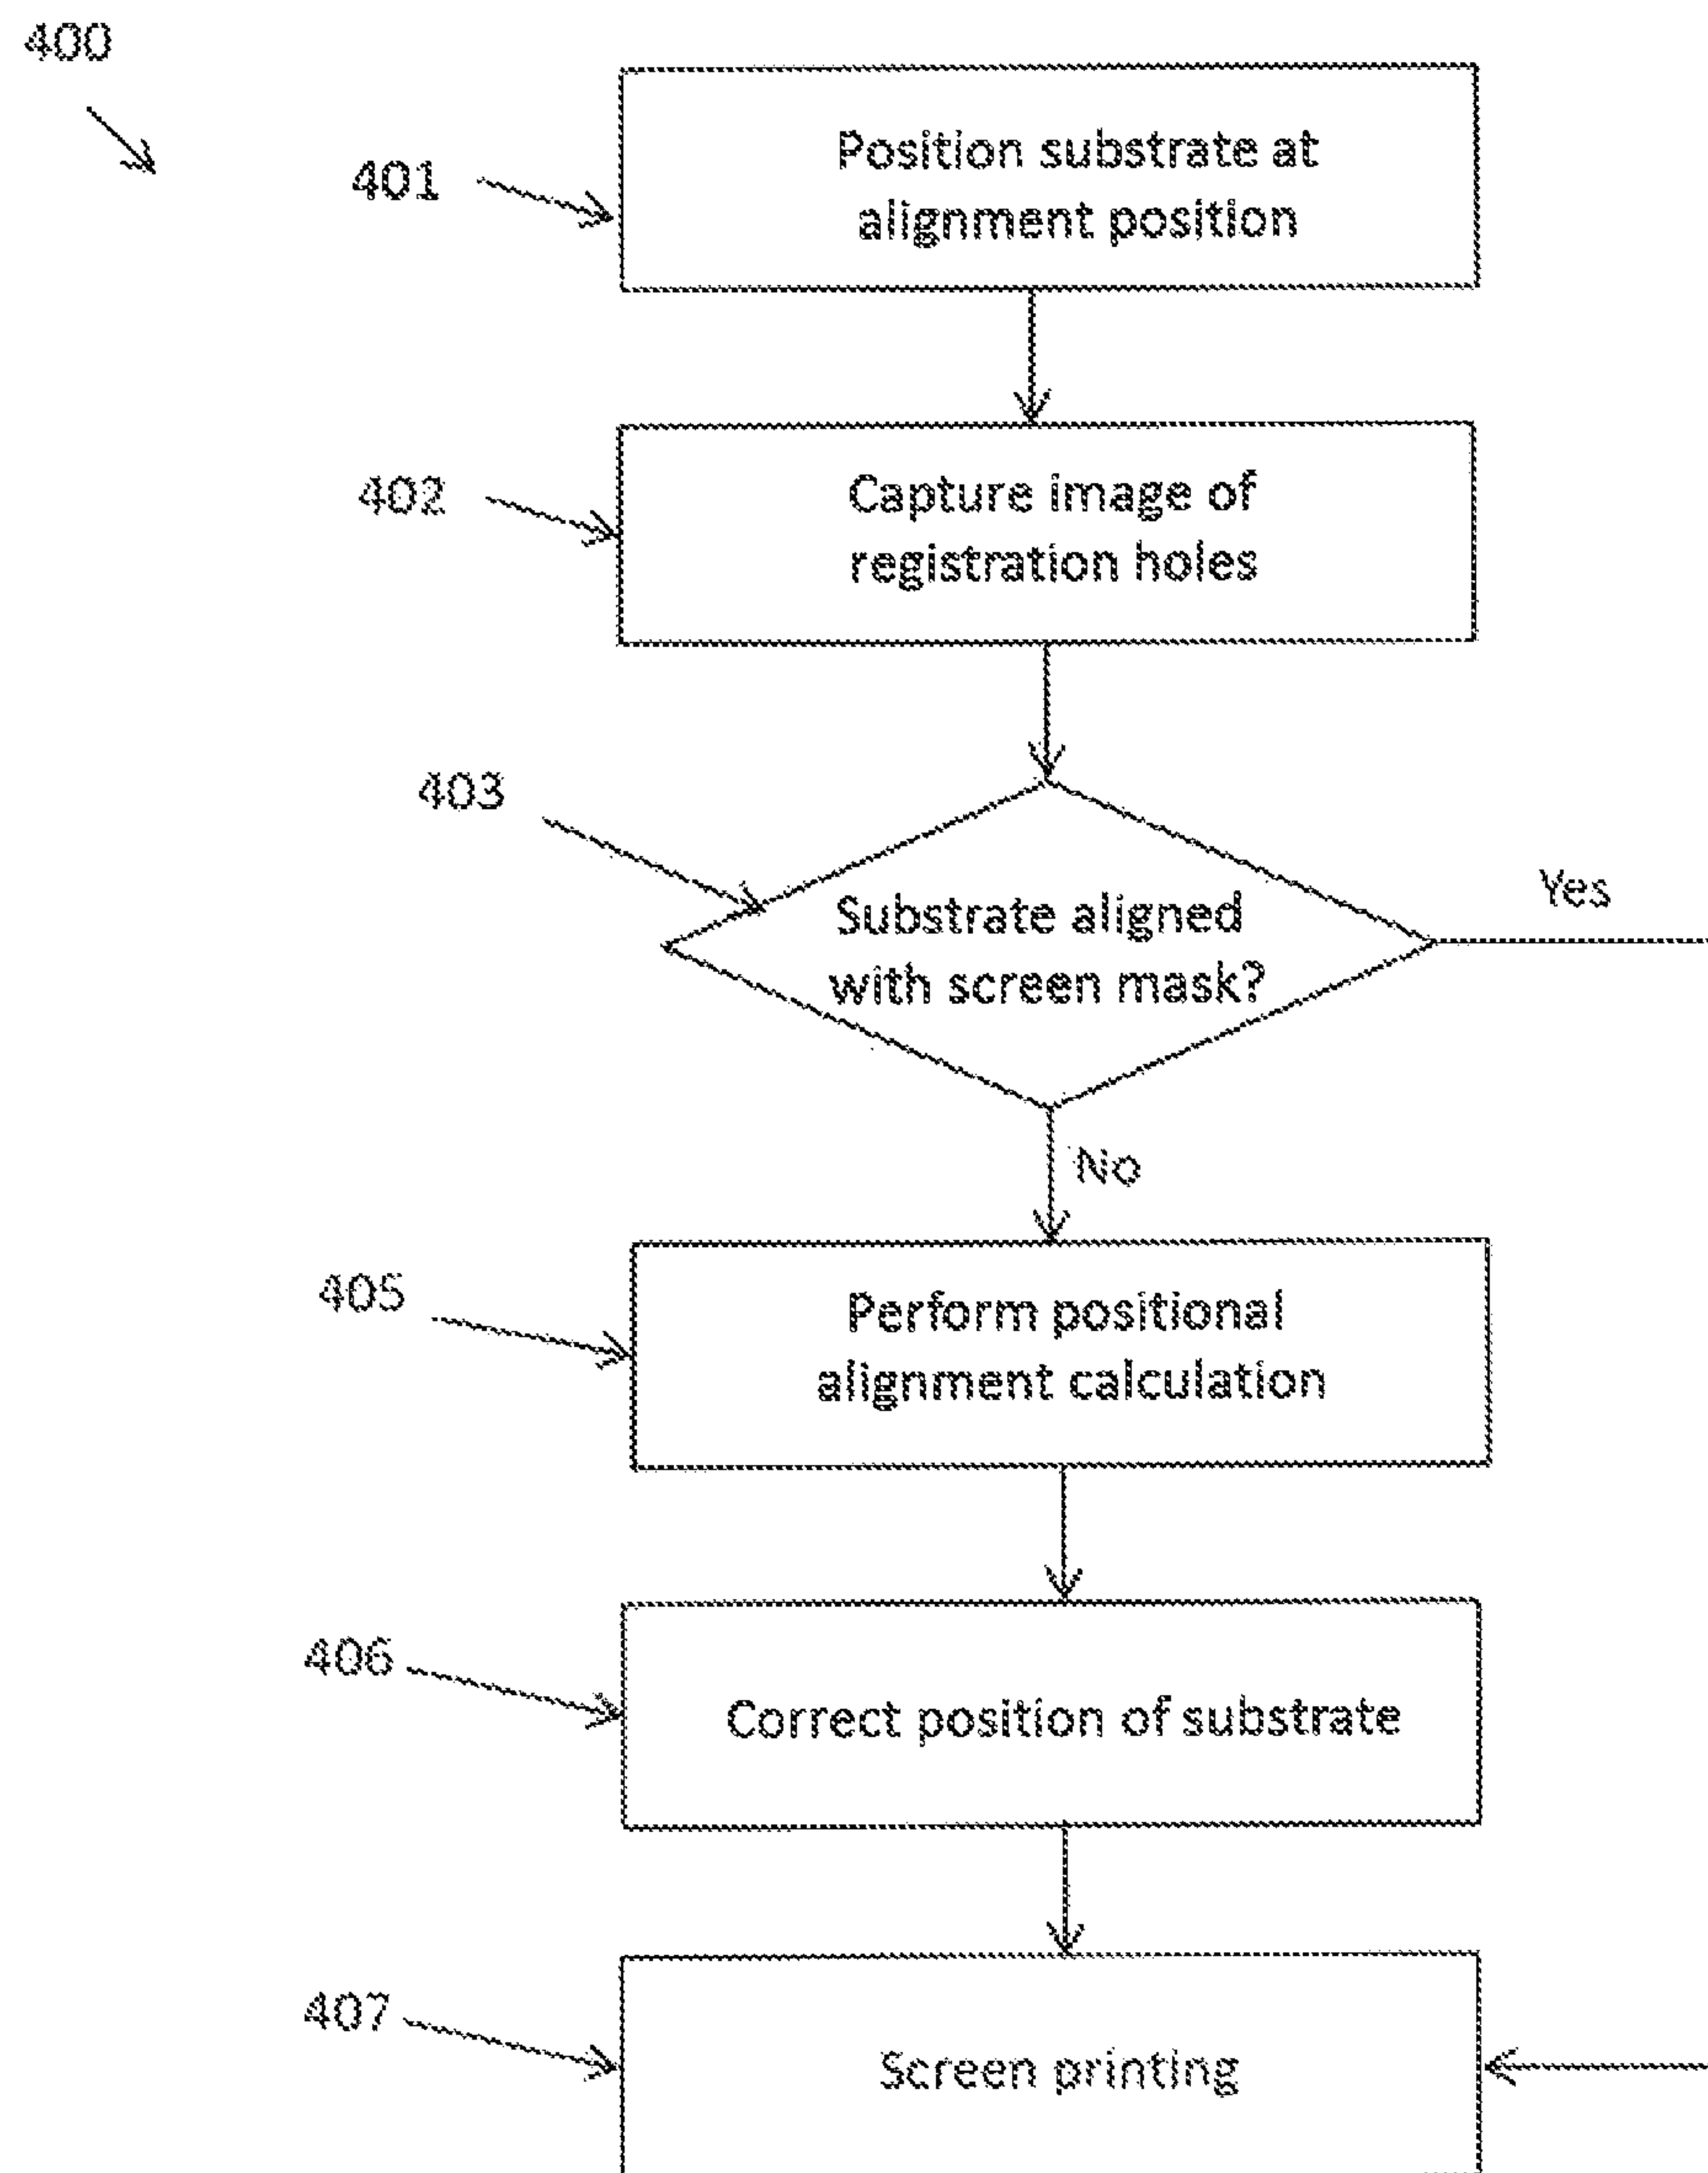 400
401
Position substrate at
alignment position
402
Capture image of
registration holes
403
Substrate aligned
with screen mask?
Yes
No
405
Perform positional
alignment calculation
406
Correct position of substrate
407
Screen printing